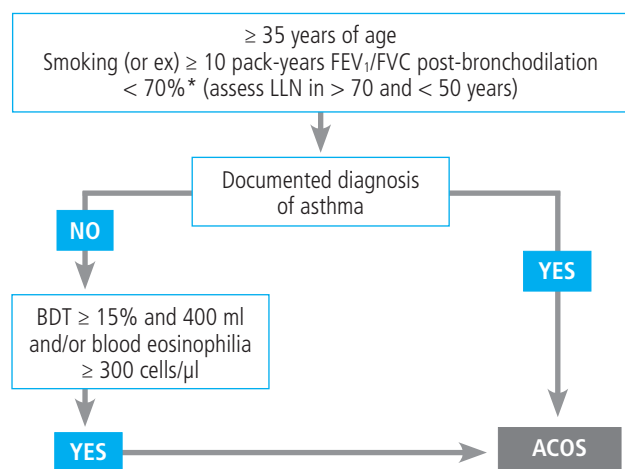 ≥ 35 years of age
Smoking (or ex) ≥ 10 pack-years FEV₁/FVC post-bronchodilation
< 70%* (assess LLN in > 70 and < 50 years)
Documented diagnosis
of asthma
NO
YES
BDT ≥ 15% and 400 ml
and/or blood eosinophilia
≥ 300 cells/µl
YES
ACOS